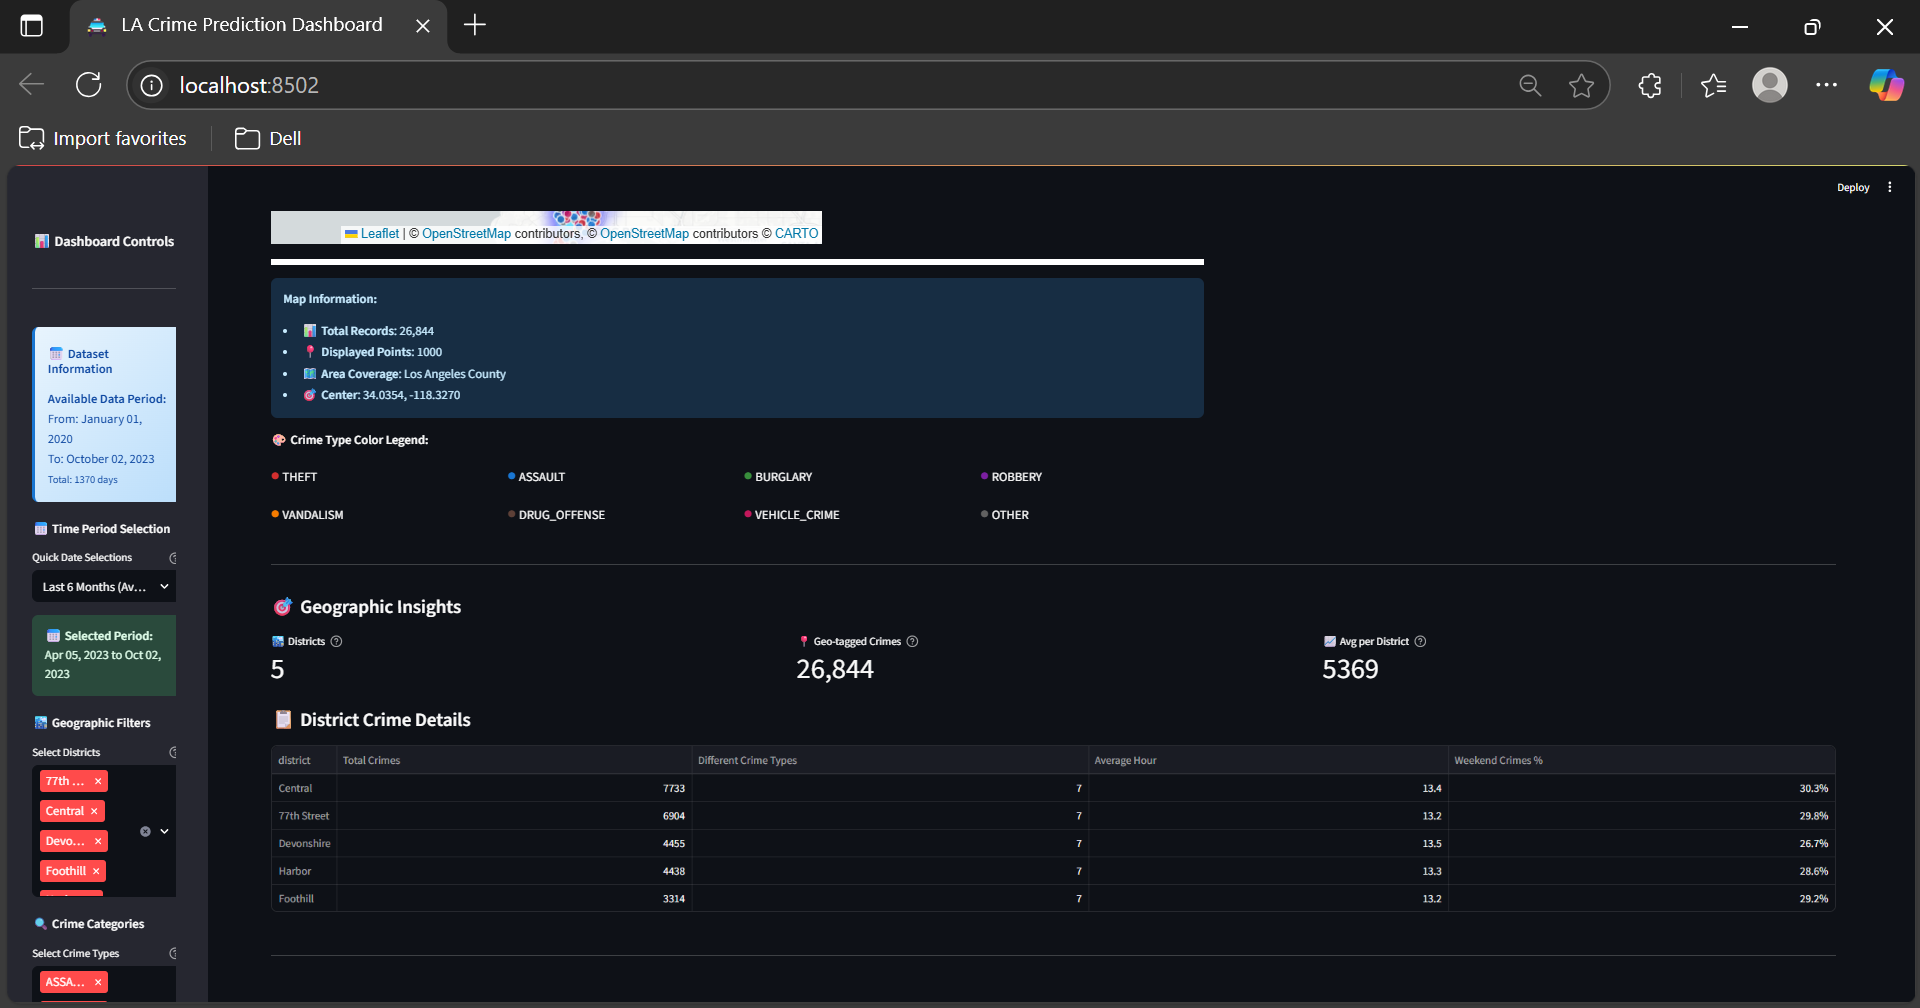 LA Crime Prediction Dashboard
localhost:8502
Import favorites
Dell
Deploy
Dashboard Controls
Dataset
Information
Available Data Period:
From: January 01,
2020
To: October 02, 2023
Total: 1370 days
Time Period Selection
Quick Date Selections
Last 6 Months (Av...
Selected Period:
Apr 05, 2023 to Oct 02,
2023
Geographic Filters
Select Districts
77th ... ×
Central ×
Devo... ×
Foothill ×
Crime Categories
Select Crime Types
ASSA... ×
Leaflet | © OpenStreetMap contributors, © OpenStreetMap contributors © CARTO
Map Information:
• Total Records: 26,844
• Displayed Points: 1000
• Area Coverage: Los Angeles County
• Center: 34.0354, -118.3270
Crime Type Color Legend:
THEFT ASSAULT BURGLARY ROBBERY
VANDALISM DRUG_OFFENSE VEHICLE_CRIME OTHER
Geographic Insights
Districts Geo-tagged Crimes Avg per District
5 26,844 5369
District Crime Details
district Total Crimes Different Crime Types Average Hour Weekend Crimes %
Central 7733 7 13.4 30.3%
77th Street 6904 7 13.2 29.8%
Devonshire 4455 7 13.5 26.7%
Harbor 4438 7 13.3 28.6%
Foothill 3314 7 13.2 29.2%